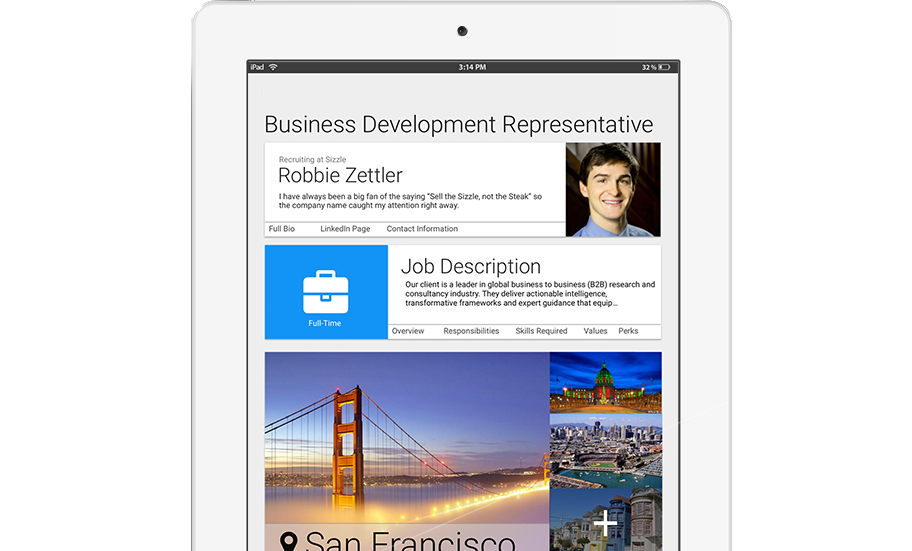 iPad 3:14 PM 32 %
Business Development Representative
Recruiting at Sizzle
Robbie Zettler
I have always been a big fan of the saying "Sell the Sizzle, not the Steak" so
the company name caught my attention right away.
Full Bio LinkedIn Page Contact Information
Job Description
Our client is a leader in global business to business (B2B) research and
consultancy industry. They deliver actionable intelligence,
transformative frameworks and expert guidance that equip...
Full-Time
Overview Responsibilities Skills Required Values Perks
San Francisco